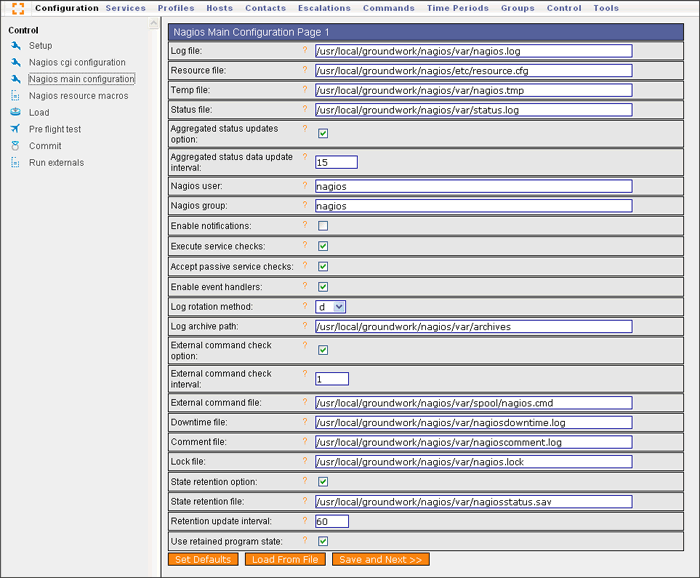 Configuration Services Profiles Hosts Contacts Escalations Commands Time Periods Groups Control Tools
Control
Setup
Nagios cgi configuration
Nagios main configuration
Nagios resource macros
Load
Pre flight test
Commit
Run externals
Nagios Main Configuration Page 1
Log file: ? /usr/local/groundwork/nagios/var/nagios.log
Resource file: ? /usr/local/groundwork/nagios/etc/resource.cfg
Temp file: ? /usr/local/groundwork/nagios/var/nagios.tmp
Status file: ? /usr/local/groundwork/nagios/var/status.log
Aggregated status updates ?
option:
Aggregated status data update ?
interval: 15
Nagios user: ? nagios
Nagios group: ? nagios
Enable notifications: ?
Execute service checks: ?
Accept passive service checks: ?
Enable event handlers: ?
Log rotation method: ? d
Log archive path: ? /usr/local/groundwork/nagios/var/archives
External command check ?
option:
External command check ?
interval: 1
External command file: ? /usr/local/groundwork/nagios/var/spool/nagios.cmd
Downtime file: ? /usr/local/groundwork/nagios/var/nagiosdowntime.log
Comment file: ? /usr/local/groundwork/nagios/var/nagioscomment.log
Lock file: ? /usr/local/groundwork/nagios/var/nagios.lock
State retention option: ?
State retention file: ? /usr/local/groundwork/nagios/var/nagiosstatus.sav
Retention update interval: ? 60
Use retained program state: ?
Set Defaults Load From File Save and Next >>